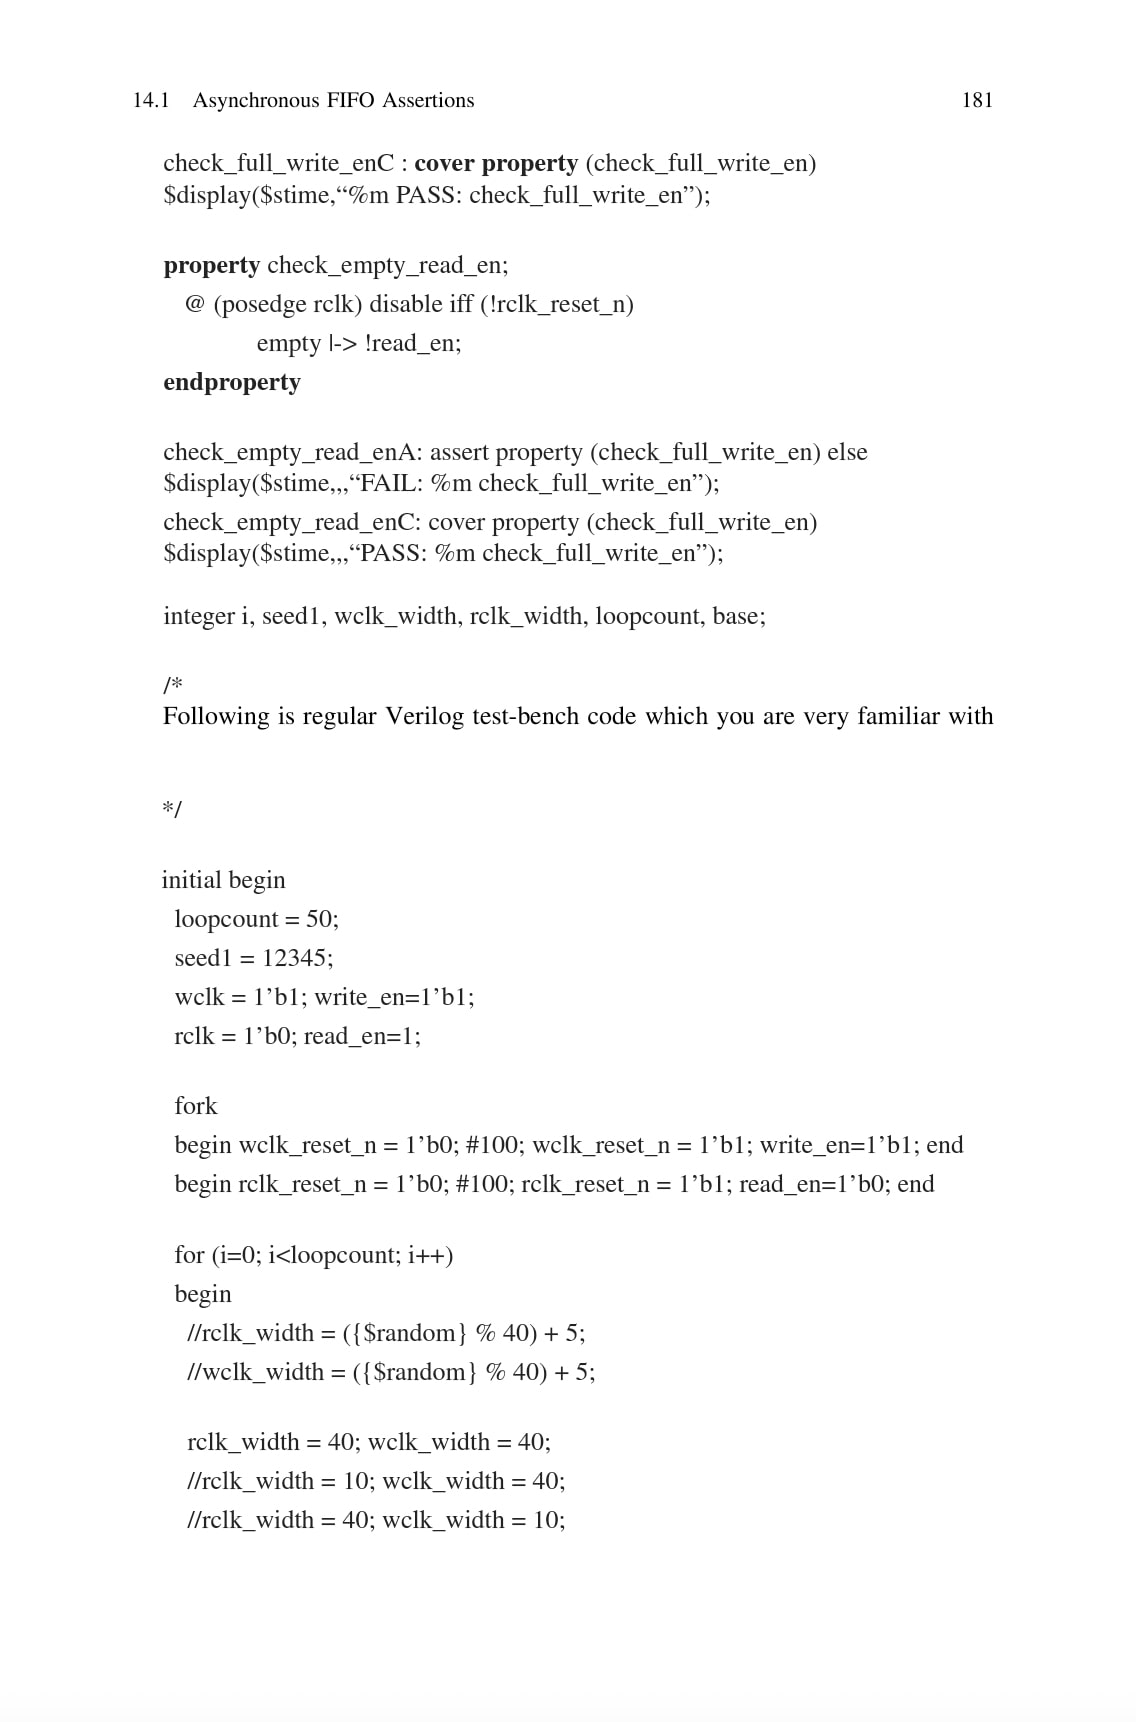 14.1 Asynchronous FIFO Assertions 181
check_full_write_enC : cover property (check_full_write_en)
$display($stime,“%m PASS: check_full_write_en”);
property check_empty_read_en;
@ (posedge rclk) disable iff (!rclk_reset_n)
empty |-> !read_en;
endproperty
check_empty_read_enA: assert property (check_full_write_en) else
$display($stime,,,“FAIL: %m check_full_write_en”);
check_empty_read_enC: cover property (check_full_write_en)
$display($stime,,,“PASS: %m check_full_write_en”);
integer i, seed1, wclk_width, rclk_width, loopcount, base;
/*
Following is regular Verilog test-bench code which you are very familiar with
*/
initial begin
loopcount = 50;
seed1 = 12345;
wclk = 1’b1; write_en=1’b1;
rclk = 1’b0; read_en=1;
fork
begin wclk_reset_n = 1’b0; #100; wclk_reset_n = 1’b1; write_en=1’b1; end
begin rclk_reset_n = 1’b0; #100; rclk_reset_n = 1’b1; read_en=1’b0; end
for (i=0; i<loopcount; i++)
begin
//rclk_width = ({$random} % 40) + 5;
//wclk_width = ({$random} % 40) + 5;
rclk_width = 40; wclk_width = 40;
//rclk_width = 10; wclk_width = 40;
//rclk_width = 40; wclk_width = 10;